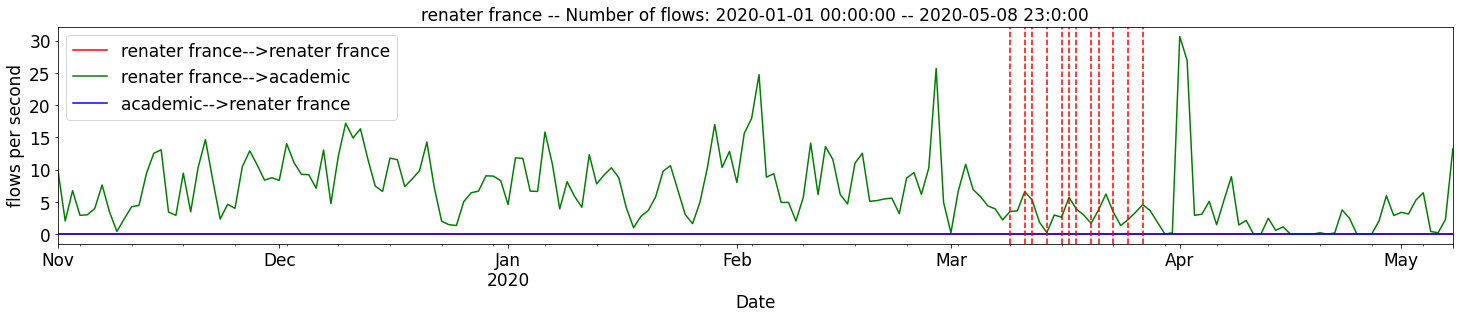 renater france -- Number of flows: 2020-01-01 00:00:00 -- 2020-05-08 23:0:00
flows per second
30
25
20
15
10
5
0
renater france-->renater france
renater france-->academic
academic-->renater france
Nov Dec Jan Feb Mar Apr May
2020
Date